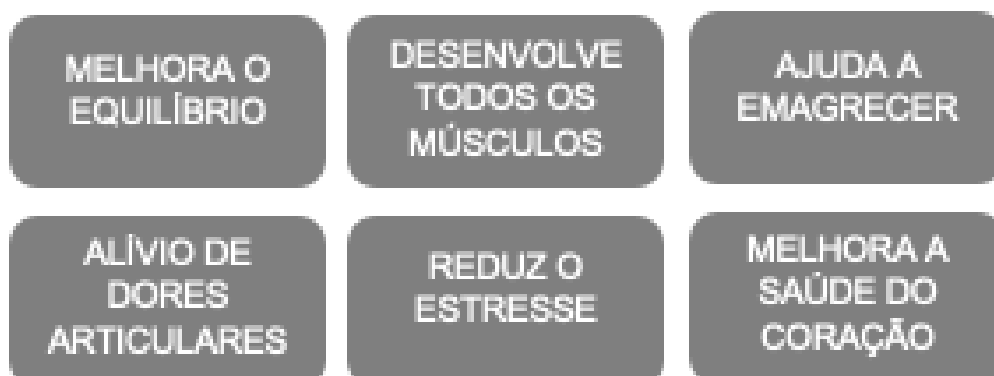 MELHORA O
EQUILÍBRIO
DESENVOLVE
TODOS OS
MÚSCULOS
AJUDA A
EMAGRECER
ALÍVIO DE
DORES
ARTICULARES
REDUZ O
ESTRESSE
MELHORA A
SAÚDE DO
CORAÇÃO